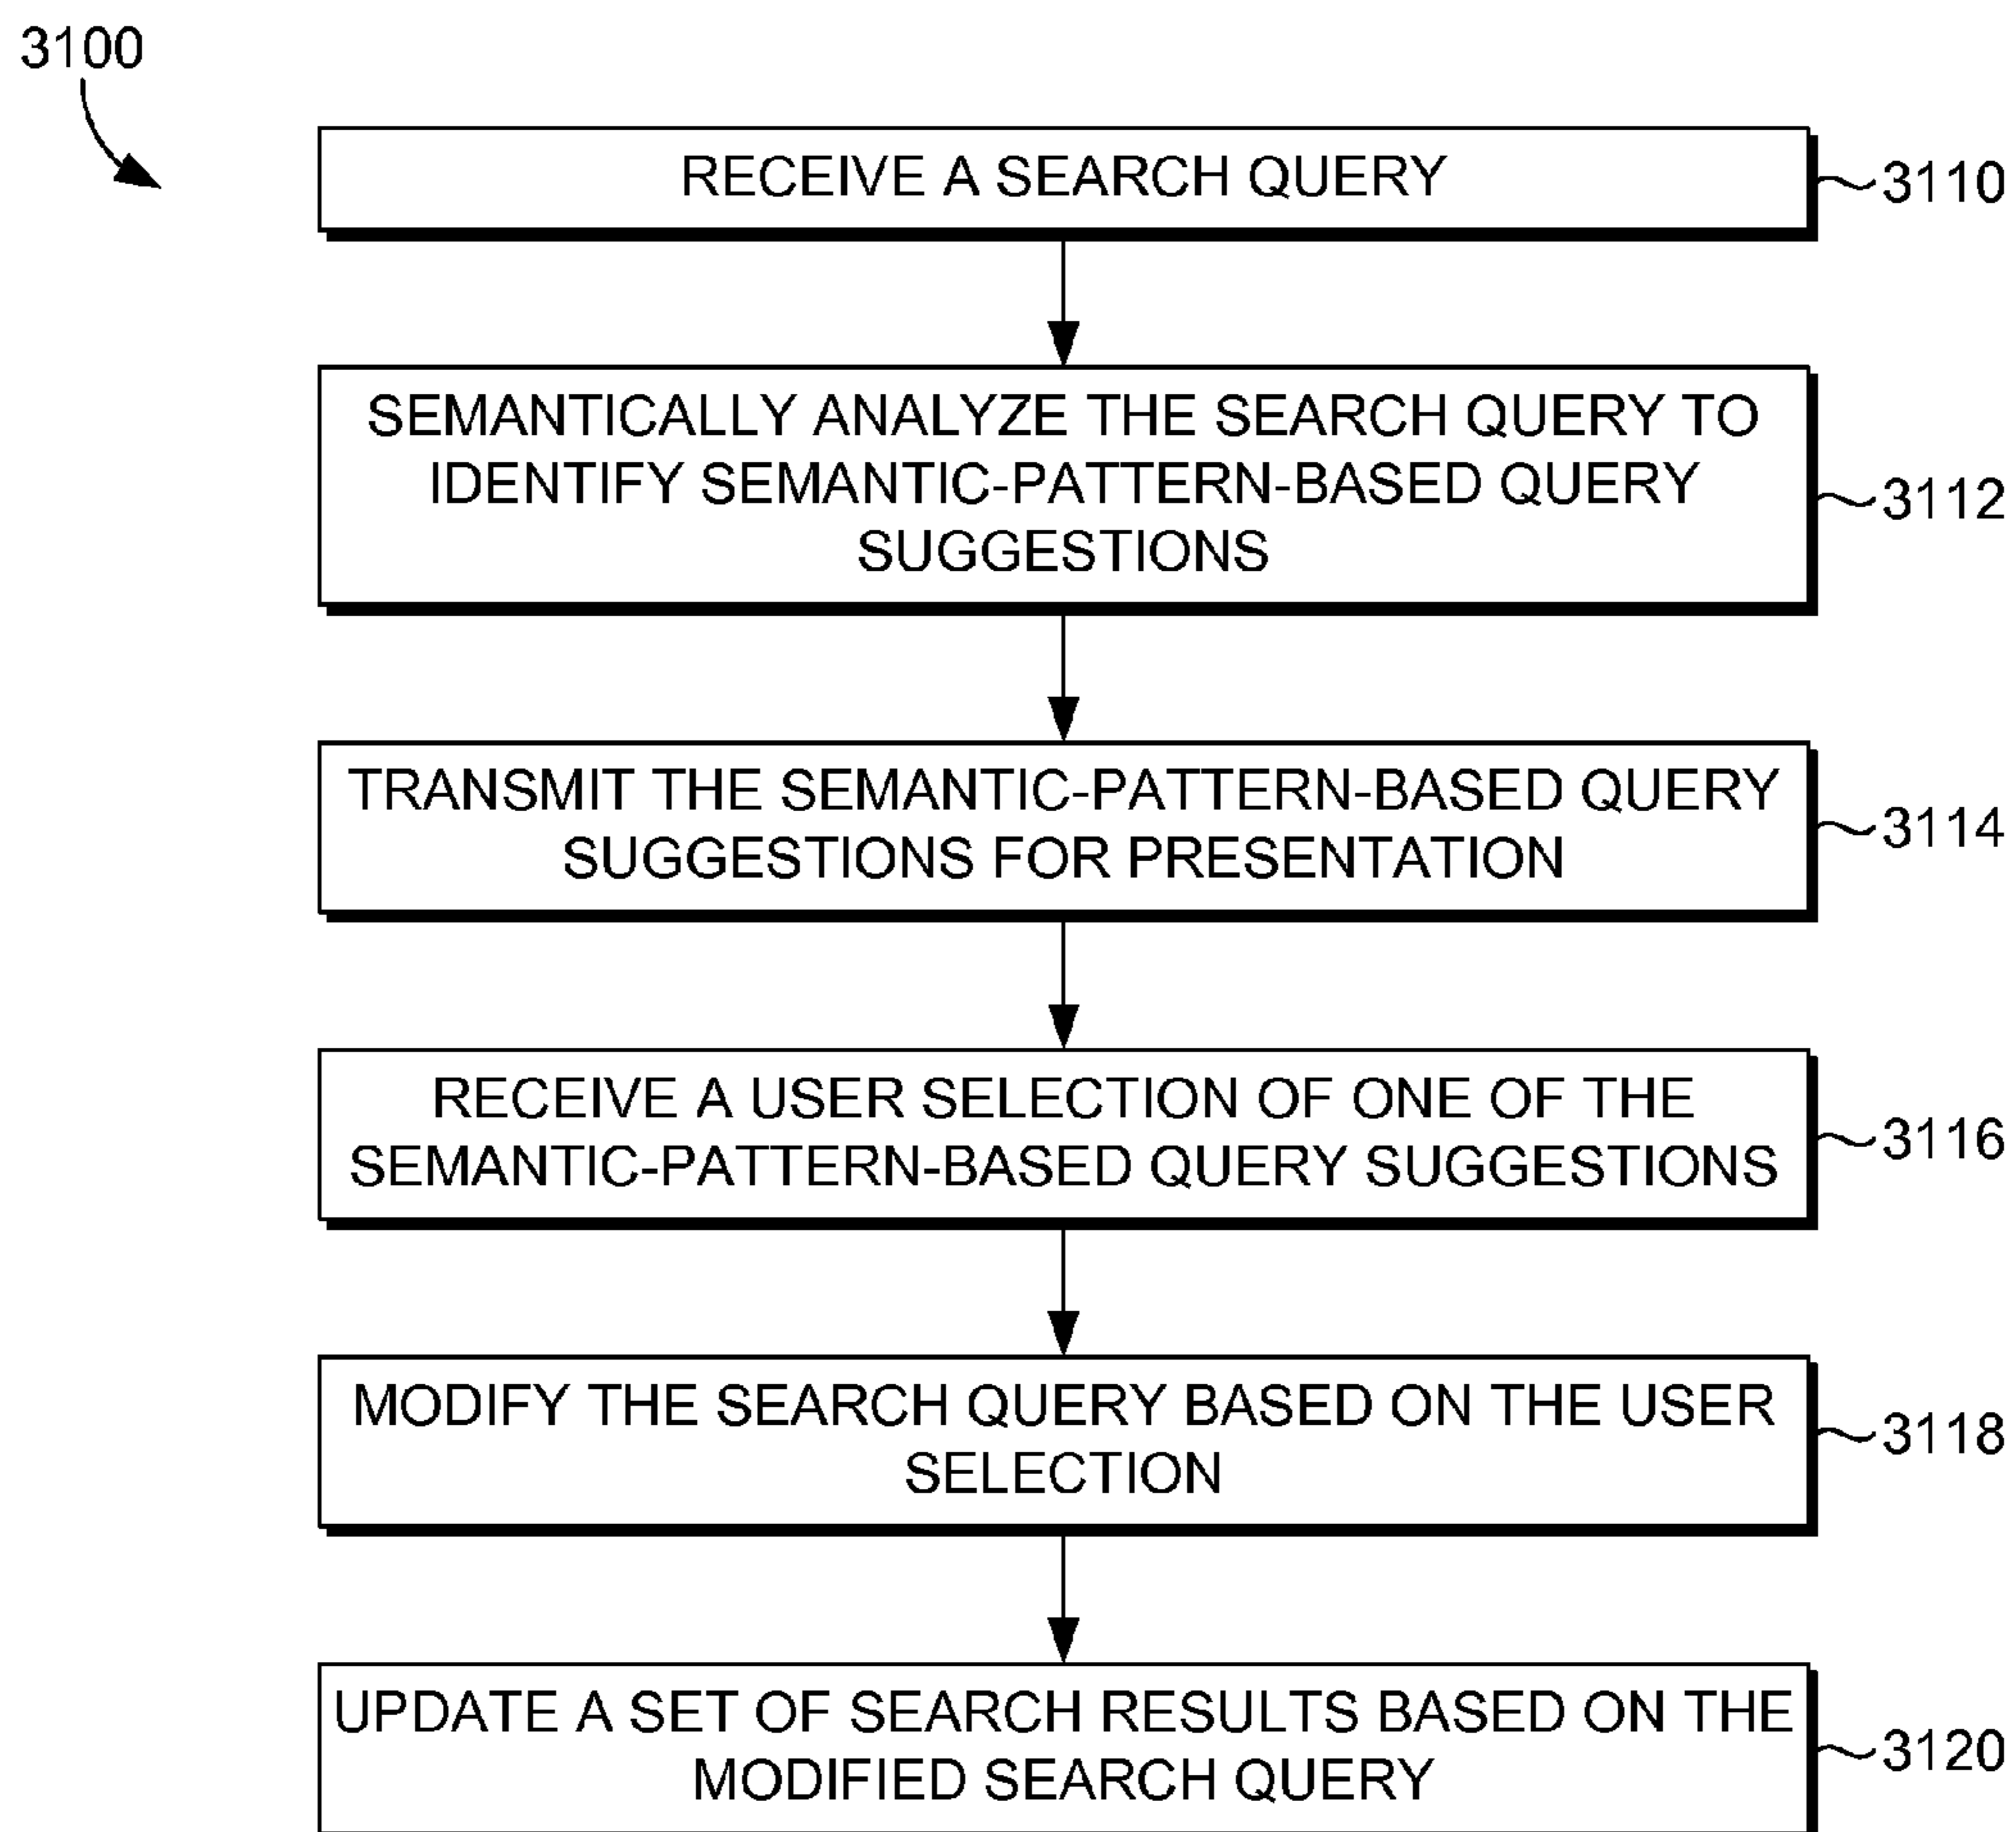 3100
RECEIVE A SEARCH QUERY
3110
SEMANTICALLY ANALYZE THE SEARCH QUERY TO
IDENTIFY SEMANTIC-PATTERN-BASED QUERY
SUGGESTIONS
3112
TRANSMIT THE SEMANTIC-PATTERN-BASED QUERY
SUGGESTIONS FOR PRESENTATION
3114
RECEIVE A USER SELECTION OF ONE OF THE
SEMANTIC-PATTERN-BASED QUERY SUGGESTIONS
3116
MODIFY THE SEARCH QUERY BASED ON THE USER
SELECTION
3118
UPDATE A SET OF SEARCH RESULTS BASED ON THE
MODIFIED SEARCH QUERY
3120